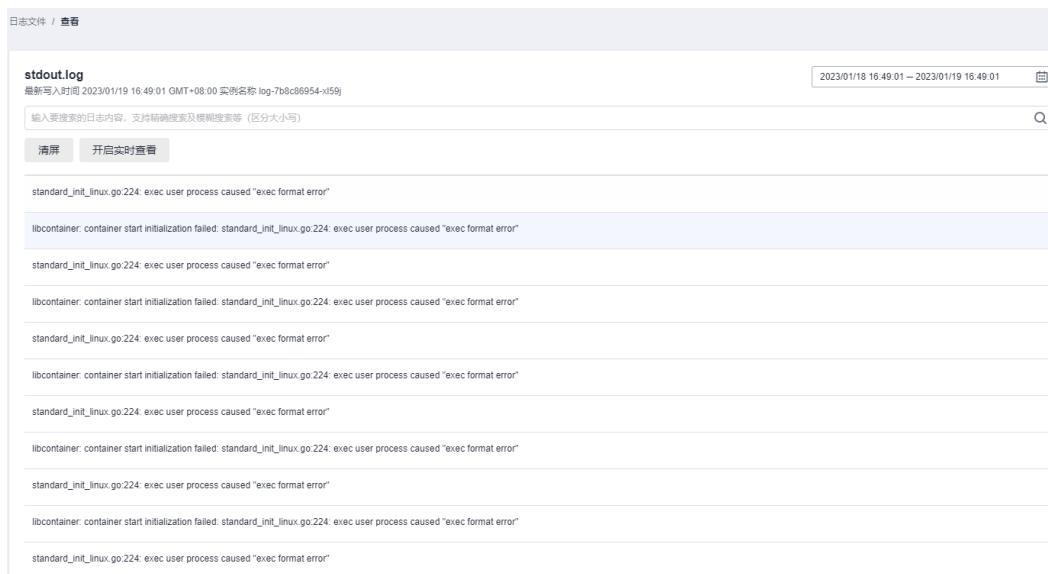 日志文件 / 查看
stdout.log
2023/01/18 16:49:01 – 2023/01/19 16:49:01
最新写入时间 2023/01/19 16:49:01 GMT+08:00 实例名称 log-7b8c86954-xl59j
输入要搜索的日志内容，支持精确搜索及模糊搜索等（区分大小写）
清屏 开启实时查看
standard_init_linux.go:224: exec user process caused "exec format error"
libcontainer: container start initialization failed: standard_init_linux.go:224: exec user process caused "exec format error"
standard_init_linux.go:224: exec user process caused "exec format error"
libcontainer: container start initialization failed: standard_init_linux.go:224: exec user process caused "exec format error"
standard_init_linux.go:224: exec user process caused "exec format error"
libcontainer: container start initialization failed: standard_init_linux.go:224: exec user process caused "exec format error"
standard_init_linux.go:224: exec user process caused "exec format error"
libcontainer: container start initialization failed: standard_init_linux.go:224: exec user process caused "exec format error"
standard_init_linux.go:224: exec user process caused "exec format error"
libcontainer: container start initialization failed: standard_init_linux.go:224: exec user process caused "exec format error"
standard_init_linux.go:224: exec user process caused "exec format error"